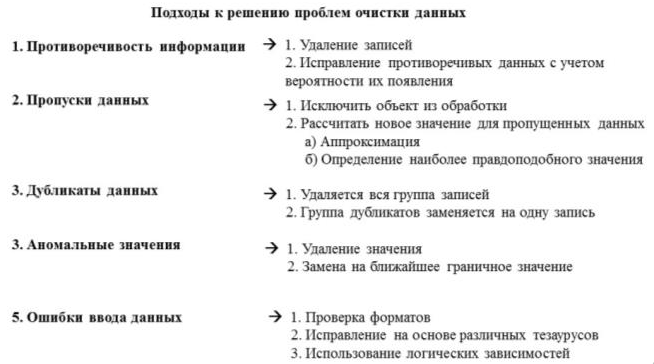 Подходы к решению проблем очистки данных
1. Противоречивость информации → 1. Удаление записей
2. Исправление противоречивых данных с учетом
вероятности их появления
2. Пропуски данных → 1. Исключить объект из обработки
2. Рассчитать новое значение для пропущенных данных
а) Аппроксимация
б) Определение наиболее правдоподобного значения
3. Дубликаты данных → 1. Удаляется вся группа записей
2. Группа дубликатов заменяется на одну запись
3. Аномальные значения → 1. Удаление значения
2. Замена на ближайшее граничное значение
5. Ошибки ввода данных → 1. Проверка форматов
2. Исправление на основе различных тезаурусов
3. Использование логических зависимостей